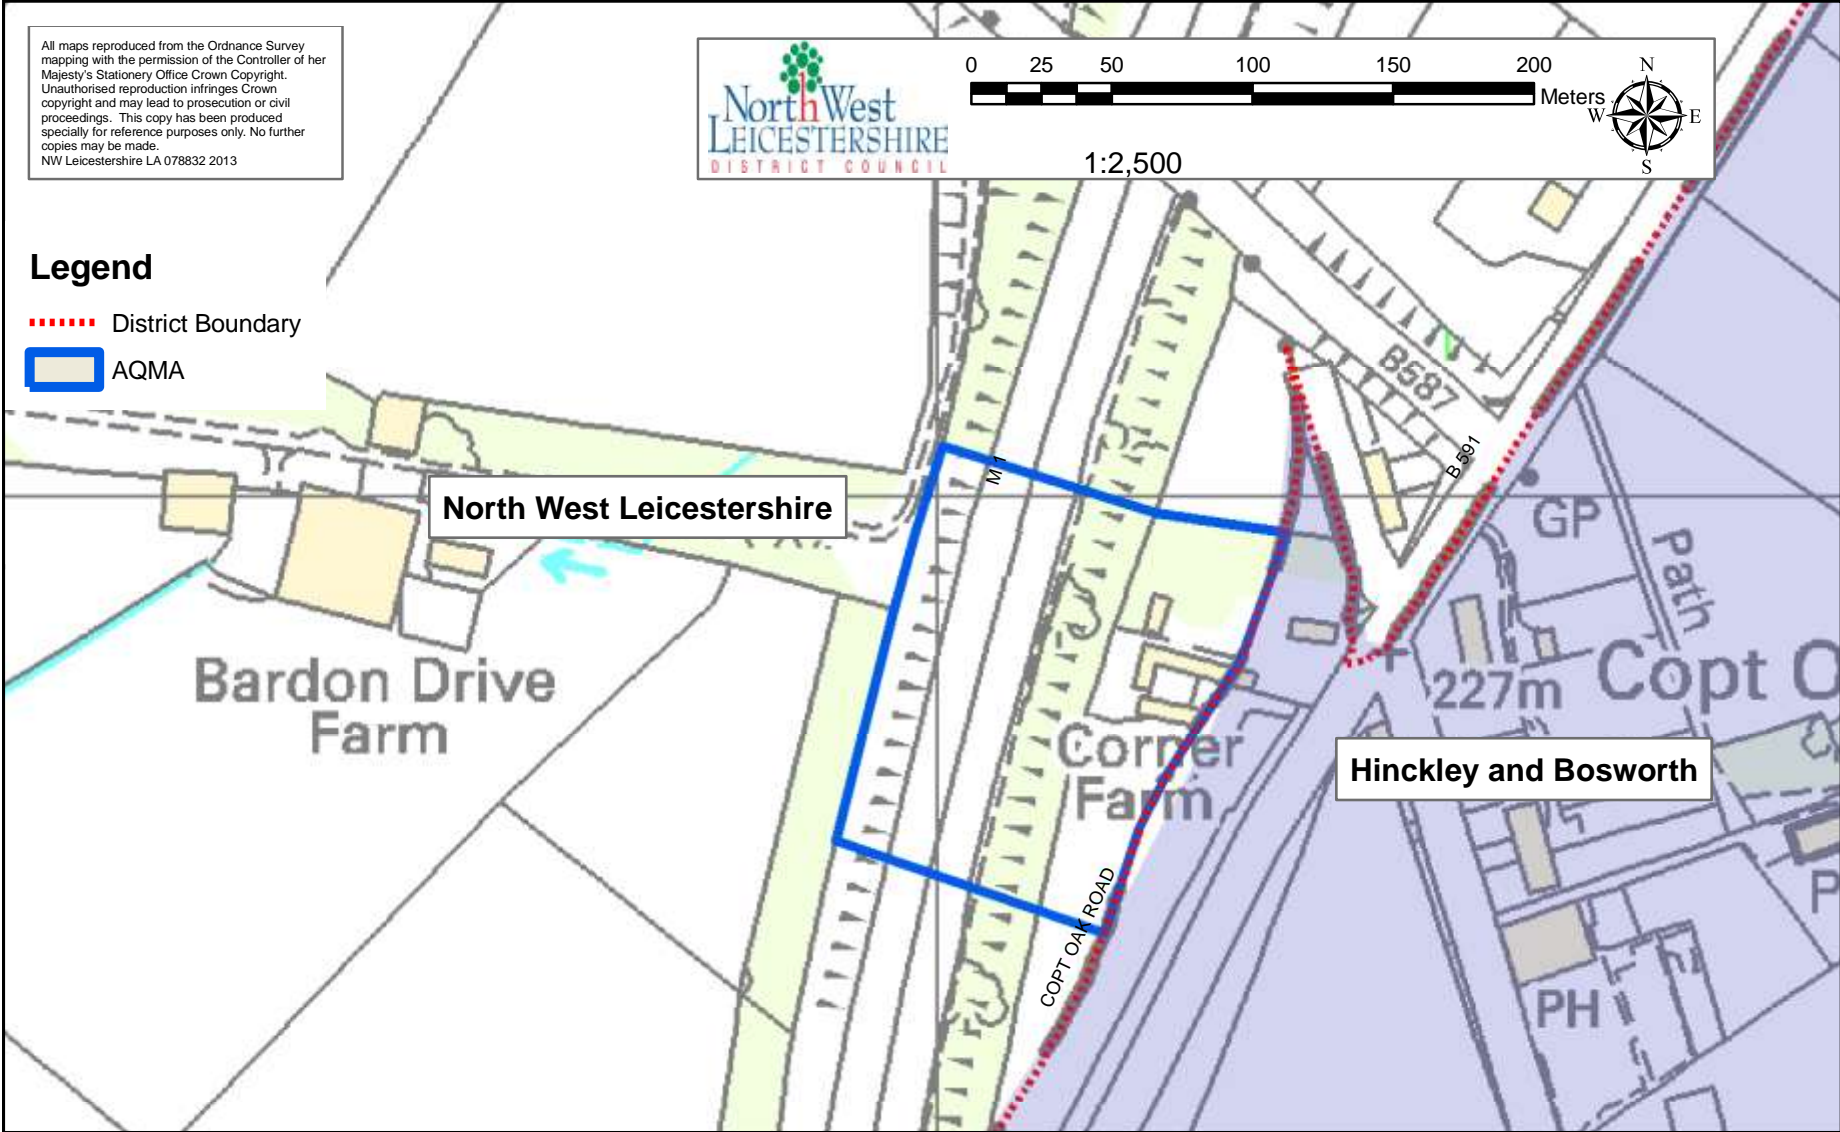 All maps reproduced from the Ordnance Survey
mapping with the permission of the Controller of her
Majesty's Stationery Office Crown Copyright.
Unauthorised reproduction infringes Crown
copyright and may lead to prosecution or civil
proceedings. This copy has been produced
specially for reference purposes only. No further
copies may be made.
NW Leicestershire LA 078832 2013
North West
LEICESTERSHIRE
DISTRICT COUNCIL
0 25 50 100 150 200
Meters
1:2,500
N
W E
S
Legend
District Boundary
AQMA
B587
B 591
M 1
North West Leicestershire
GP
Path
Bardon Drive
Farm
227m
Copt O
Corner
Farm
Hinckley and Bosworth
COPT OAK ROAD
P
PH